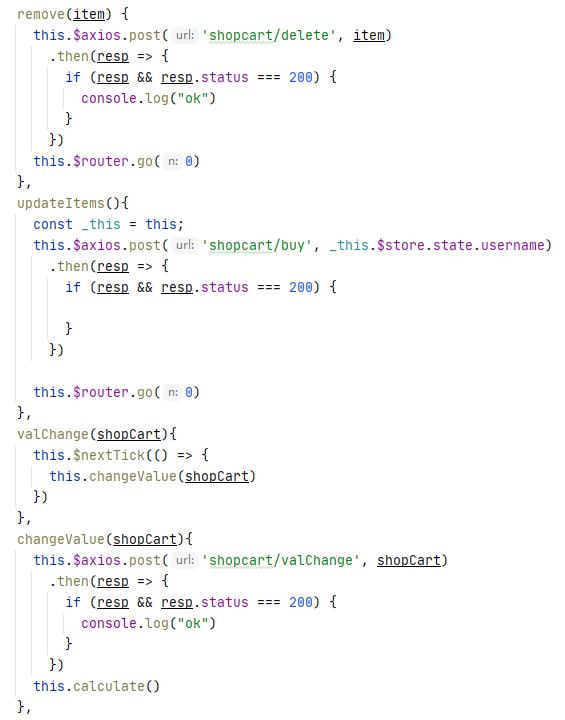 remove(item) {
this.$axios.post( url: 'shopcart/delete', item)
.then(resp => {
if (resp && resp.status === 200) {
console.log("ok")
}
})
this.$router.go( n: 0)
},
updateItems(){
const _this = this;
this.$axios.post( url: 'shopcart/buy', _this.$store.state.username)
.then(resp => {
if (resp && resp.status === 200) {
}
})
this.$router.go( n: 0)
},
valChange(shopCart){
this.$nextTick(() => {
this.changeValue(shopCart)
})
},
changeValue(shopCart){
this.$axios.post( url: 'shopcart/valChange', shopCart)
.then(resp => {
if (resp && resp.status === 200) {
console.log("ok")
}
})
this.calculate()
},